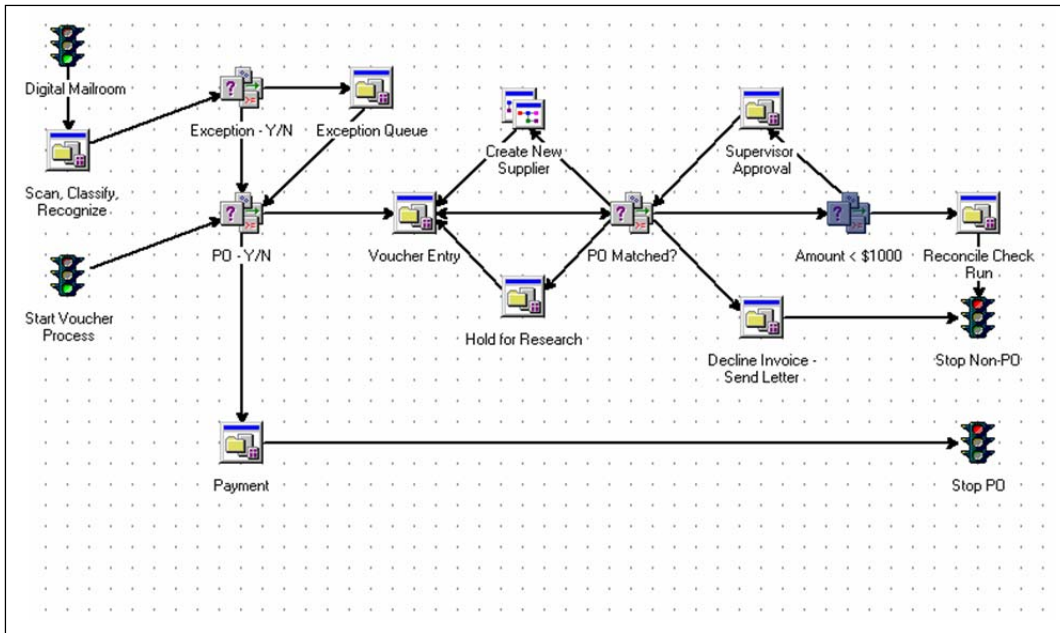 Digital Mailroom
Exception - Y/N
Exception Queue
Create New
Supplier
Supervisor
Approval
Scan, Classify,
Recognize
PO - Y/N
Voucher Entry
PO Matched?
Amount < $1000
Reconcile Check
Run
Start Voucher
Process
Hold for Research
Decline Invoice -
Send Letter
Stop Non-PO
Payment
Stop PO